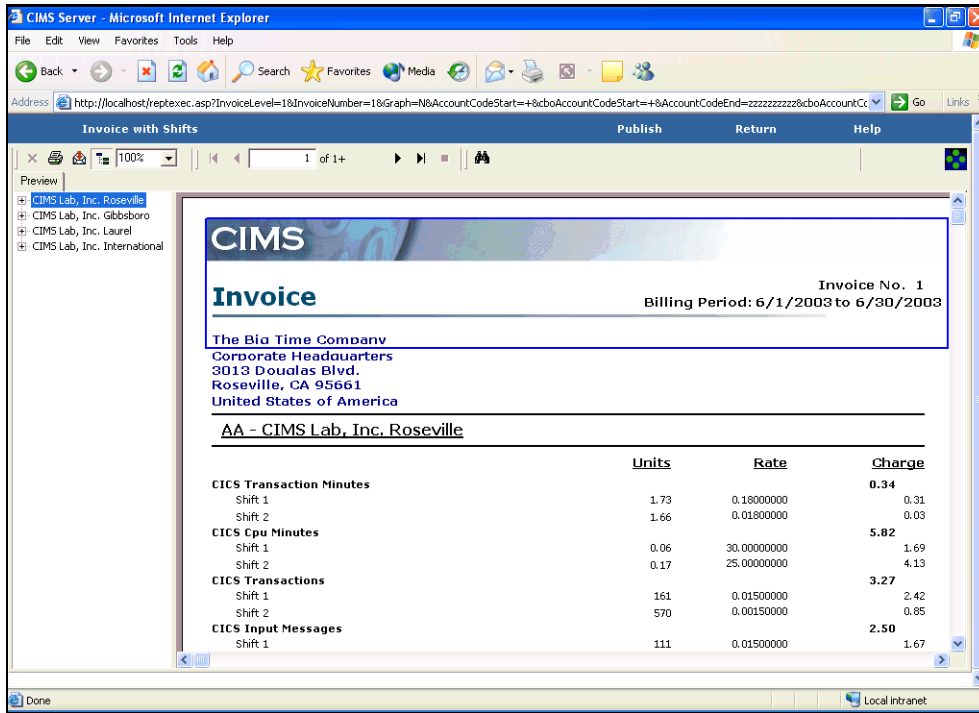 CIMS Server - Microsoft Internet Explorer
File Edit View Favorites Tools Help
Back Search Favorites Media
Address http://localhost/reptexec.asp?InvoiceLevel=1&InvoiceNumber=1&Graph=N&AccountCodeStart=+&cboAccountCodeStart=+&AccountCodeEnd=zzzzzzzzzz&cboAccountCc Go Links
Invoice with Shifts Publish Return Help
100% 1 of 1+
Preview
CIMS Lab, Inc. Roseville
CIMS Lab, Inc. Gibbsboro
CIMS Lab, Inc. Laurel
CIMS Lab, Inc. International
CIMS
Invoice No. 1
Invoice
Billing Period: 6/1/2003 to 6/30/2003
The Big Time Company
Corporate Headquarters
3013 Douglas Blvd.
Roseville, CA 95661
United States of America
AA - CIMS Lab, Inc. Roseville
Units Rate Charge
CICS Transaction Minutes 0.34
Shift 1 1.73 0.18000000 0.31
Shift 2 1.66 0.01800000 0.03
CICS Cpu Minutes 5.82
Shift 1 0.06 30.00000000 1.69
Shift 2 0.17 25.00000000 4.13
CICS Transactions 3.27
Shift 1 161 0.01500000 2.42
Shift 2 570 0.00150000 0.85
CICS Input Messages 2.50
Shift 1 111 0.01500000 1.67
Done Local intranet